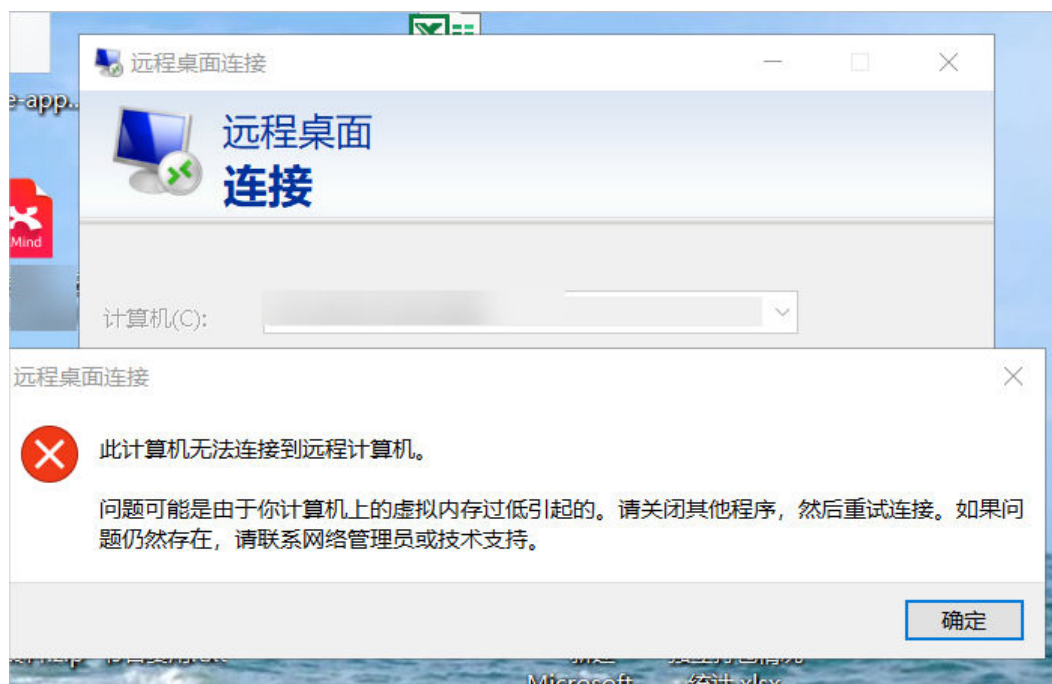 远程桌面连接
e-app..
远程桌面
连接
Mind
计算机(C):
远程桌面连接
此计算机无法连接到远程计算机。
问题可能是由于你计算机上的虚拟内存过低引起的。请关闭其他程序，然后重试连接。如果问
题仍然存在，请联系网络管理员或技术支持。
确定
Microsoft
统计.xlsx